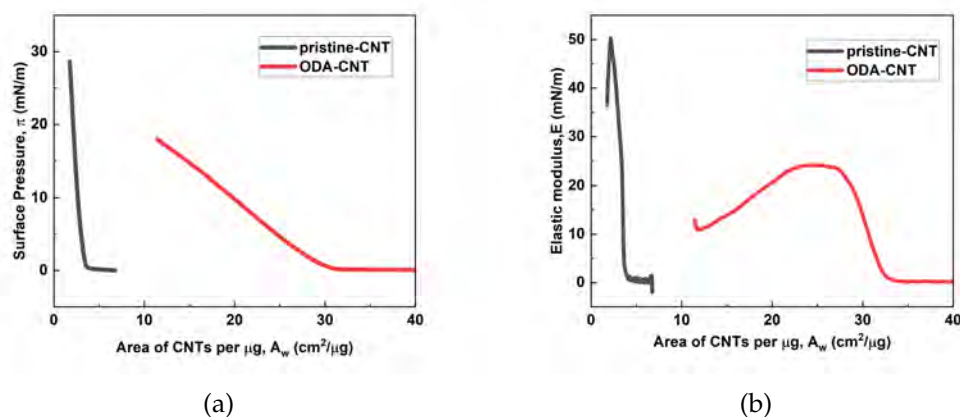 pristine-CNT
ODA-CNT
Surface Pressure, π (mN/m)
30
20
10
0
0 10 20 30 40
Area of CNTs per μg, A_w (cm²/μg)
(a)
pristine-CNT
ODA-CNT
Elastic modulus,E (mN/m)
50
40
30
20
10
0
0 10 20 30 40
Area of CNTs per μg, A_w (cm²/μg)
(b)